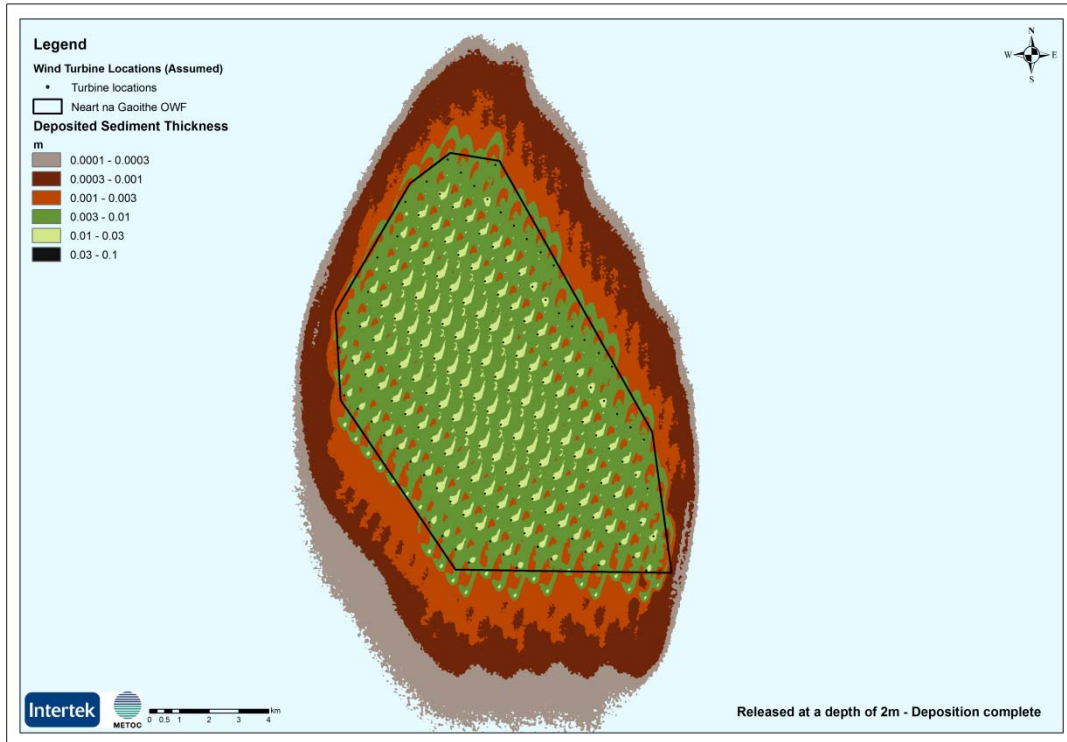 Legend
Wind Turbine Locations (Assumed)
Turbine locations
Neart na Gaoithe OWF
Deposited Sediment Thickness
m
0.0001 - 0.0003
0.0003 - 0.001
0.001 - 0.003
0.003 - 0.01
0.01 - 0.03
0.03 - 0.1
N
W E
S
Intertek
METOC
0 0.5 1 2 3 4 km
Released at a depth of 2m - Deposition complete